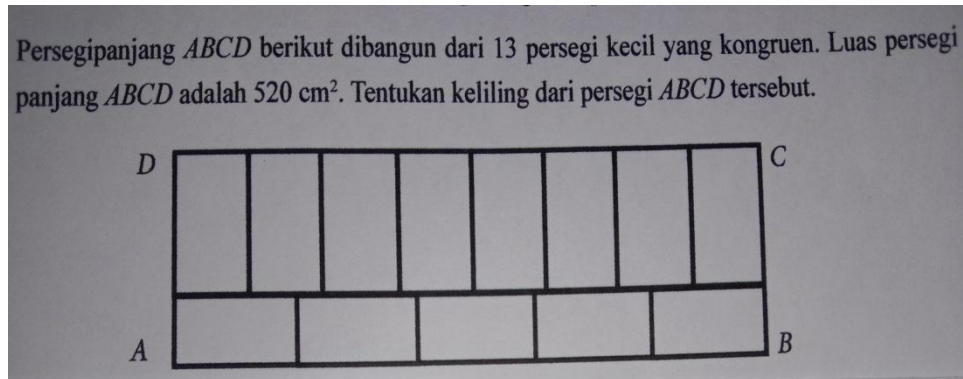 Persegipanjang ABCD berikut dibangun dari 13 persegi kecil yang kongruen. Luas persegi
panjang ABCD adalah 520 cm². Tentukan keliling dari persegi ABCD tersebut.
D
C
A
B